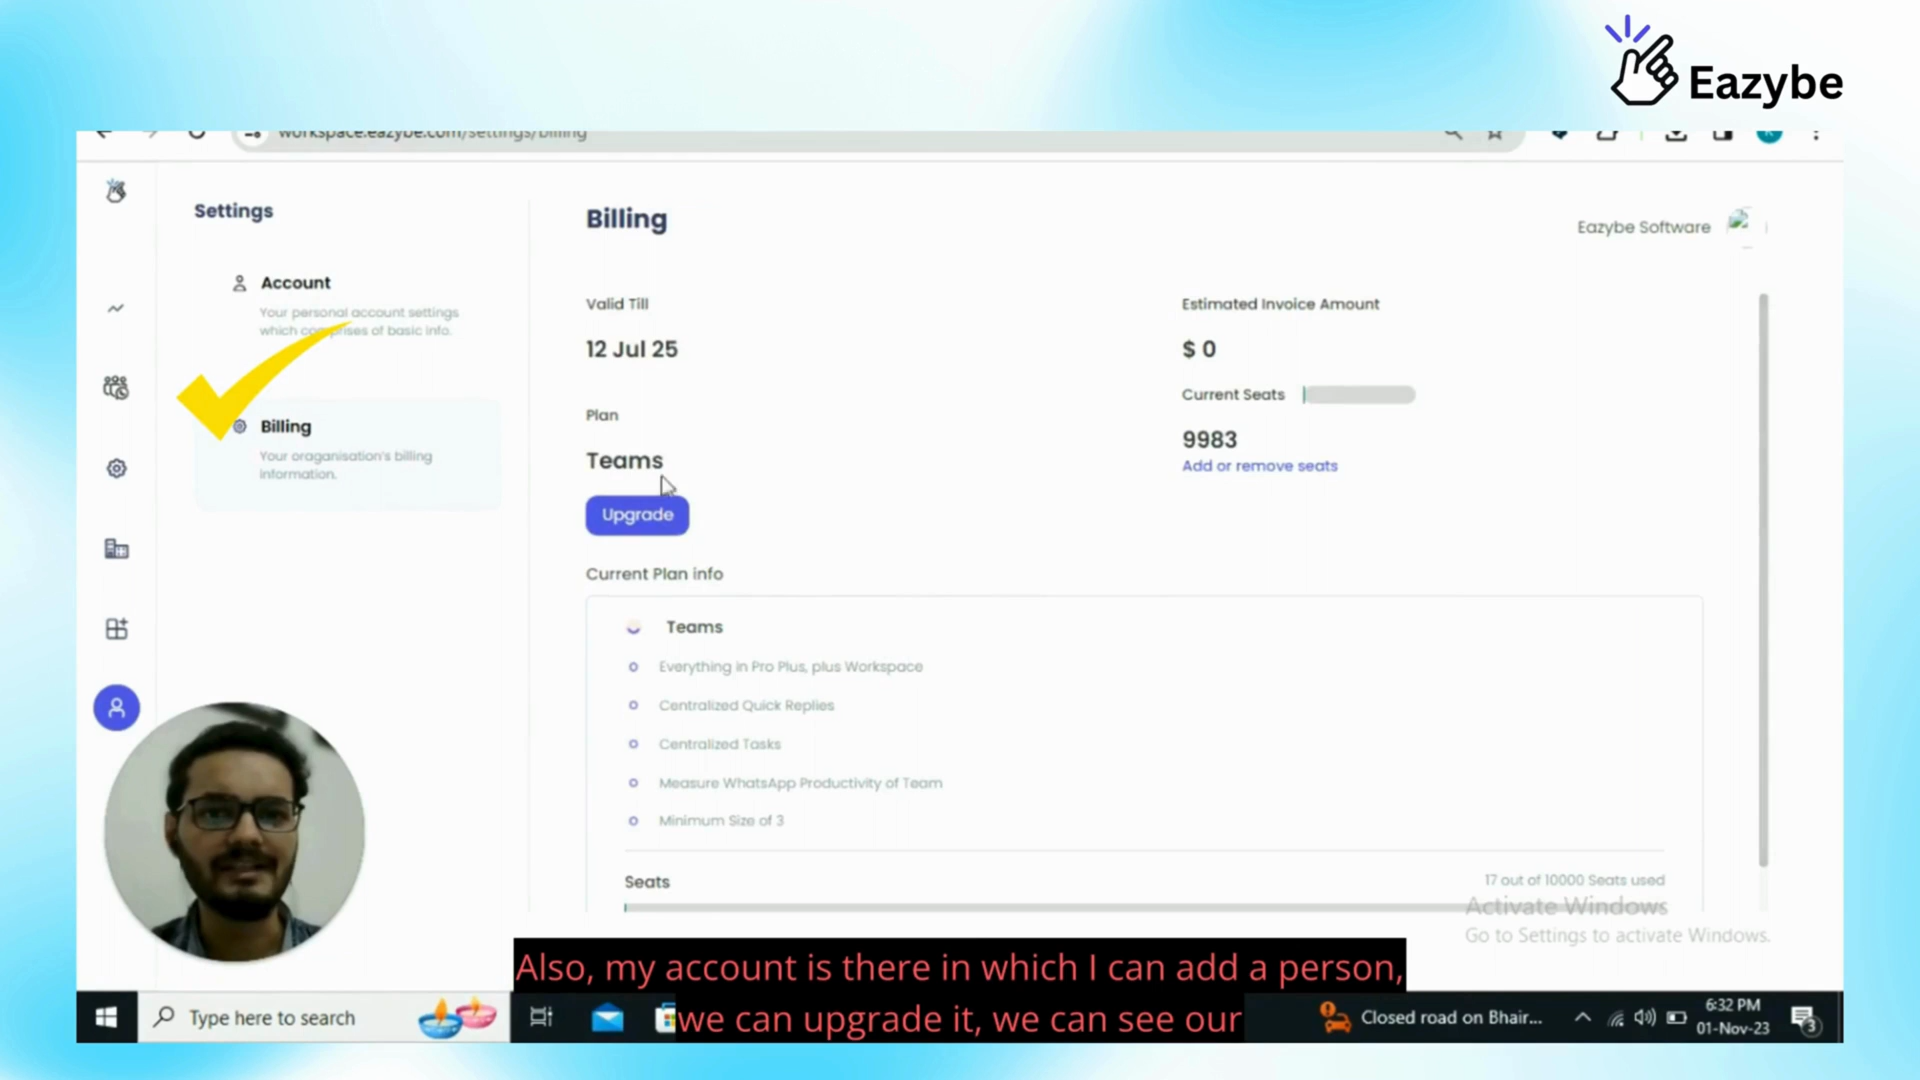 Eazybe
workspace.eazybe.com/settings/billing
Settings
Billing
Eazybe Software
Account
Your personal account settings
which comprises of basic info.
Valid Till
12 Jul 25
Estimated Invoice Amount
$ 0
Current Seats
9983
Add or remove seats
Billing
Your oraganisation's billing
information.
Plan
Teams
Upgrade
Current Plan info
Teams
Everything in Pro Plus, plus Workspace
Centralized Quick Replies
Centralized Tasks
Measure WhatsApp Productivity of Team
Minimum Size of 3
Seats
17 out of 10000 Seats used
Activate Windows
Go to Settings to activate Windows.
Also, my account is there in which I can add a person,
we can upgrade it, we can see our
Type here to search
Closed road on Bhair...
6:32 PM
01-Nov-23
3